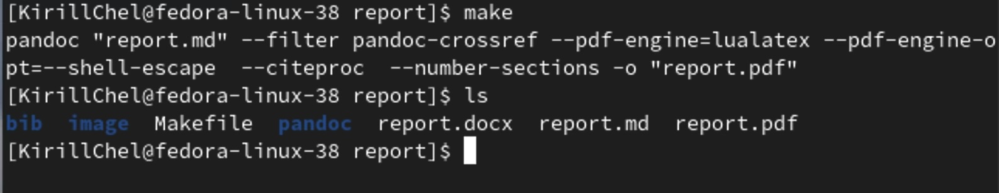 [KirillChel@fedora-linux-38 report]$ make
pandoc "report.md" --filter pandoc-crossref --pdf-engine=lualatex --pdf-engine-o
pt=--shell-escape  --citeproc  --number-sections -o "report.pdf"
[KirillChel@fedora-linux-38 report]$ ls
bib  image  Makefile  pandoc  report.docx  report.md  report.pdf
[KirillChel@fedora-linux-38 report]$